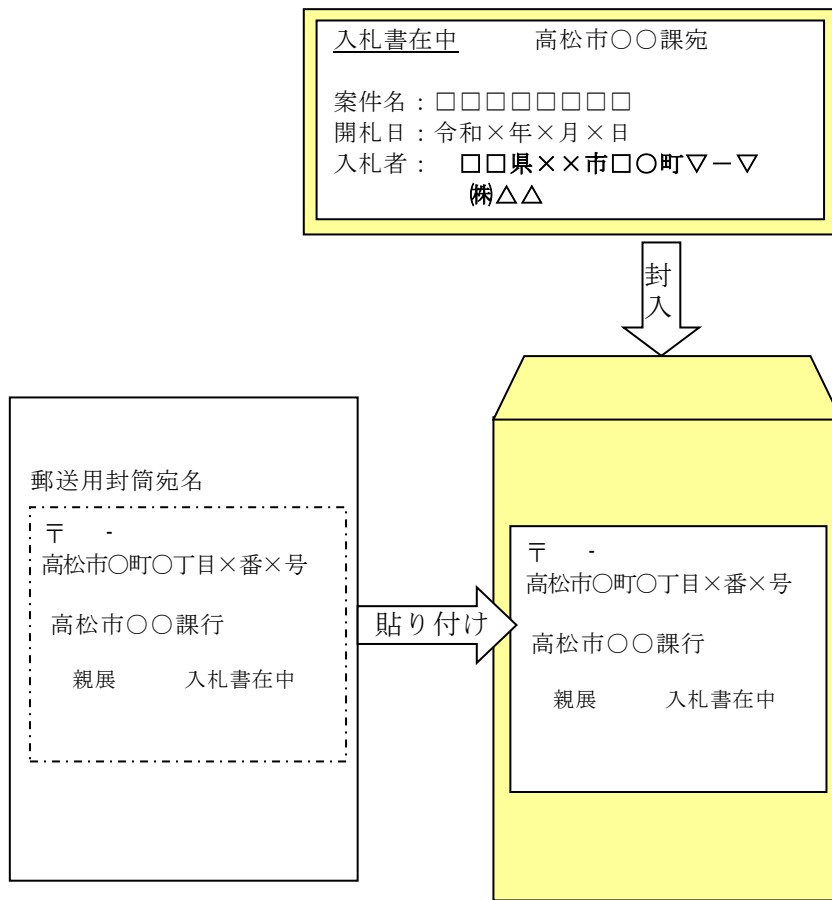 入札書在中　　　高松市○○課宛
案件名：□□□□□□□□
開札日：令和×年×月×日
入札者：　□□県××市□○町▽－▽
㈱△△
封入
郵送用封筒宛名
〒　-
高松市○町○丁目×番×号
高松市○○課行
親展　　　入札書在中
貼り付け
〒　-
高松市○町○丁目×番×号
高松市○○課行
親展　　　入札書在中